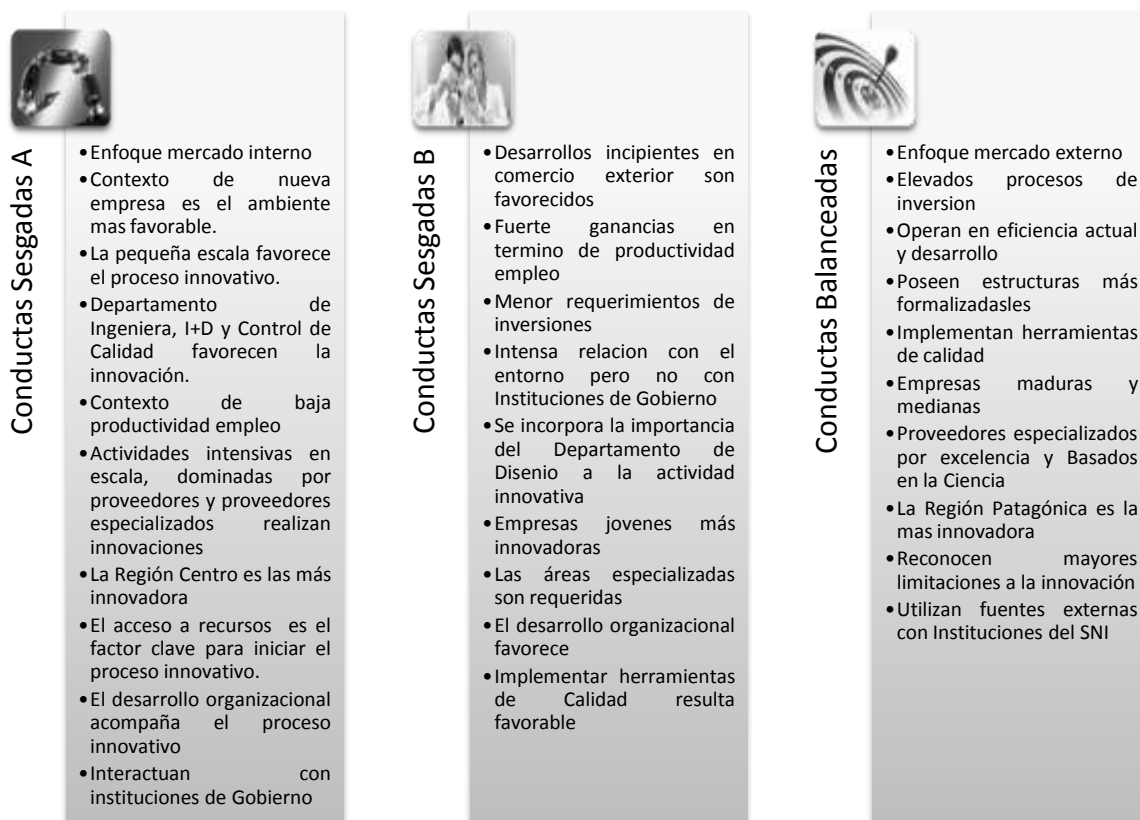 Conductas Sesgadas A
•Enfoque mercado interno
•Contexto de nueva
empresa es el ambiente
mas favorable.
•La pequeña escala favorece
el proceso innovativo.
•Departamento de
Ingeniera, I+D y Control de
Calidad favorecen la
innovación.
•Contexto de baja
productividad empleo
•Actividades intensivas en
escala, dominadas por
proveedores y proveedores
especializados realizan
innovaciones
•La Región Centro es las más
innovadora
•El acceso a recursos es el
factor clave para iniciar el
proceso innovativo.
•El desarrollo organizacional
acompaña el proceso
innovativo
•Interactuan con
instituciones de Gobierno
Conductas Sesgadas B
•Desarrollos incipientes en
comercio exterior son
favorecidos
•Fuerte ganancias en
termino de productividad
empleo
•Menor requerimientos de
inversiones
•Intensa relacion con el
entorno pero no con
Instituciones de Gobierno
•Se incorpora la importancia
del Departamento de
Disenio a la actividad
innovativa
•Empresas jovenes más
innovadoras
•Las áreas especializadas
son requeridas
•El desarrollo organizacional
favorece
•Implementar herramientas
de Calidad resulta
favorable
Conductas Balanceadas
•Enfoque mercado externo
•Elevados procesos de
inversion
•Operan en eficiencia actual
y desarrollo
•Poseen estructuras más
formalizadasles
•Implementan herramientas
de calidad
•Empresas maduras y
medianas
•Proveedores especializados
por excelencia y Basados
en la Ciencia
•La Región Patagónica es la
mas innovadora
•Reconocen mayores
limitaciones a la innovación
•Utilizan fuentes externas
con Instituciones del SNI